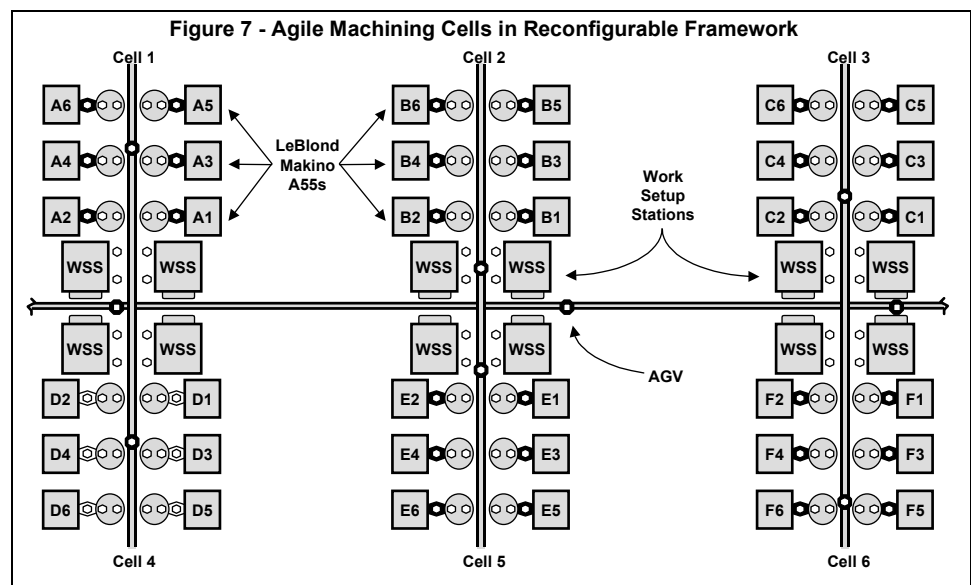 Figure 7 - Agile Machining Cells in Reconfigurable Framework
Cell 1
Cell 2
Cell 3
A6
A5
B6
B5
C6
C5
A4
A3
B4
B3
C4
C3
LeBlond
Makino
A55s
Work
Setup
Stations
A2
A1
B2
B1
C2
C1
WSS
WSS
WSS
WSS
WSS
WSS
WSS
WSS
WSS
WSS
WSS
WSS
AGV
D2
D1
E2
E1
F2
F1
D4
D3
E4
E3
F4
F3
D6
D5
E6
E5
F6
F5
Cell 4
Cell 5
Cell 6